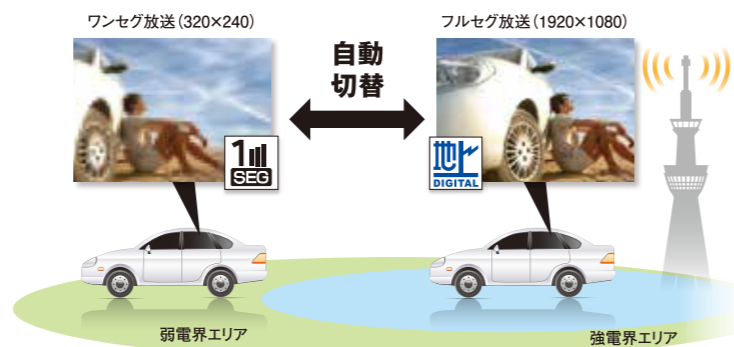 ワンセグ放送(320×240)
フルセグ放送(1920×1080)
自動
切替
1
SEG
地上
DIGITAL
弱電界エリア
強電界エリア